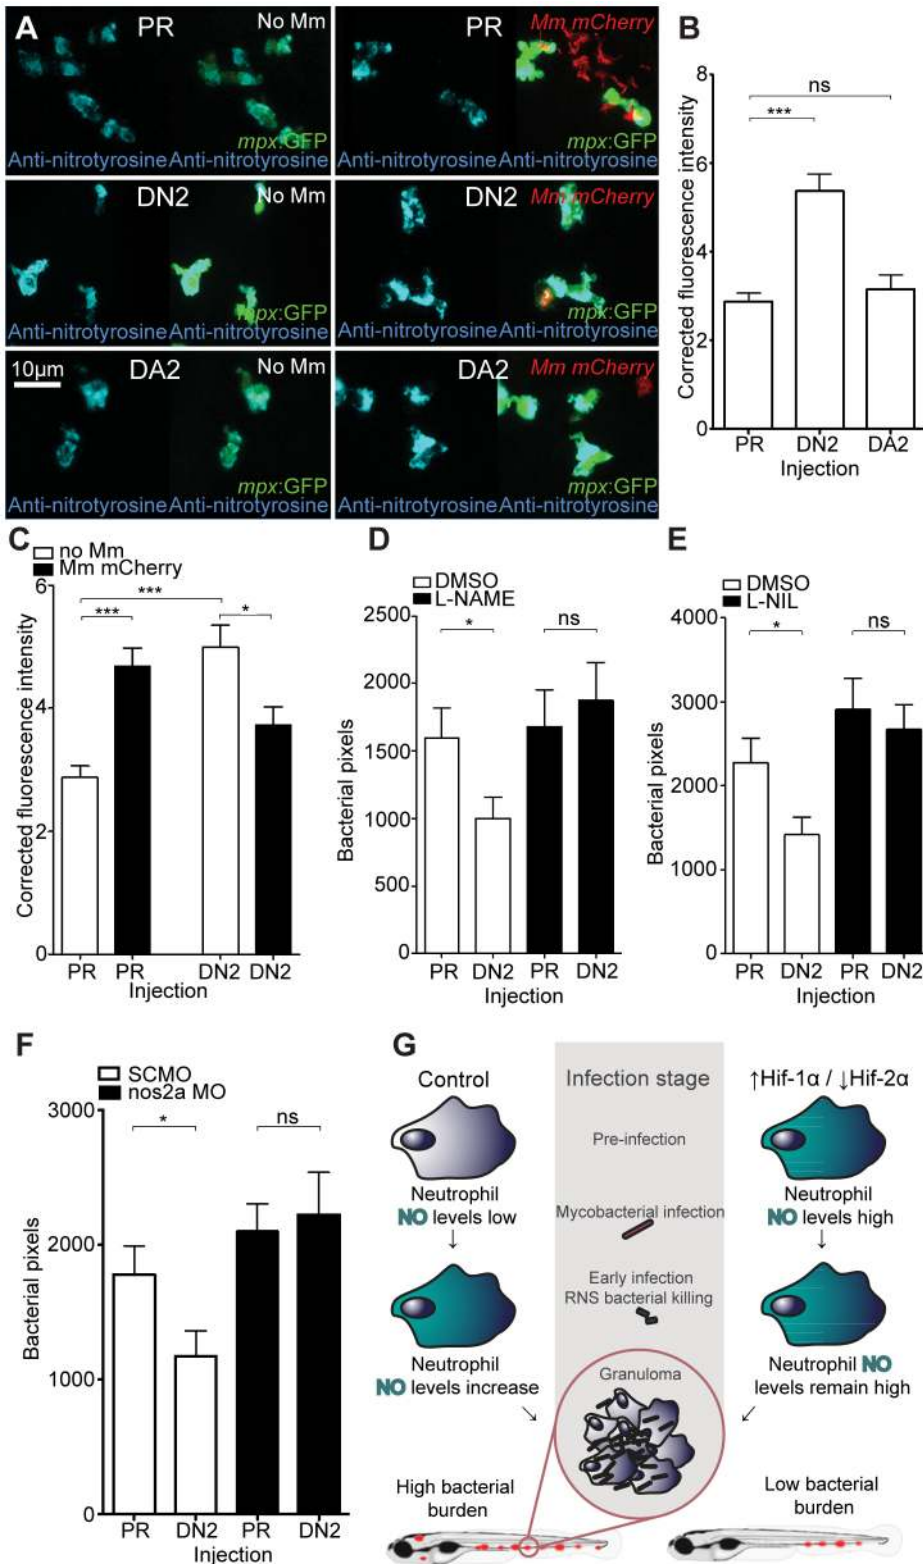 A
PR
No Mm
PR
Mm mCherry
mpx:GFP
mpx:GFP
Anti-nitrotyrosine
Anti-nitrotyrosine
Anti-nitrotyrosine
Anti-nitrotyrosine
DN2
No Mm
DN2
Mm mCherry
mpx:GFP
mpx:GFP
Anti-nitrotyrosine
Anti-nitrotyrosine
Anti-nitrotyrosine
Anti-nitrotyrosine
10µm
DA2
No Mm
DA2
Mm mCherry
mpx:GFP
mpx:GFP
Anti-nitrotyrosine
Anti-nitrotyrosine
Anti-nitrotyrosine
Anti-nitrotyrosine
B
Corrected fluorescence intensity
8
6
4
2
0
ns
***
PR
DN2
DA2
Injection
C
no Mm
Mm mCherry
Corrected fluorescence intensity
6
4
2
0
***
***
*
PR
PR
DN2
DN2
Injection
D
DMSO
L-NAME
Bacterial pixels
2500
2000
1500
1000
500
0
*
ns
PR
DN2
PR
DN2
Injection
E
DMSO
L-NIL
Bacterial pixels
4000
3000
2000
1000
0
*
ns
PR
DN2
PR
DN2
Injection
F
SCMO
nos2a MO
Bacterial pixels
3000
2000
1000
0
*
ns
PR
DN2
PR
DN2
Injection
G
Control
Infection stage
↑Hif-1α / ↓Hif-2α
Pre-infection
Neutrophil
NO levels low
Neutrophil
NO levels high
Mycobacterial infection
Early infection
RNS bacterial killing
Neutrophil
NO levels increase
Neutrophil NO
levels remain high
Granuloma
High bacterial
burden
Low bacterial
burden